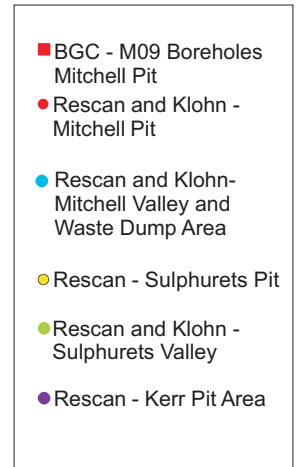 BGC - M09 Boreholes
Mitchell Pit
Rescan and Klohn -
Mitchell Pit
Rescan and Klohn-
Mitchell Valley and
Waste Dump Area
Rescan - Sulphurets Pit
Rescan and Klohn -
Sulphurets Valley
Rescan - Kerr Pit Area